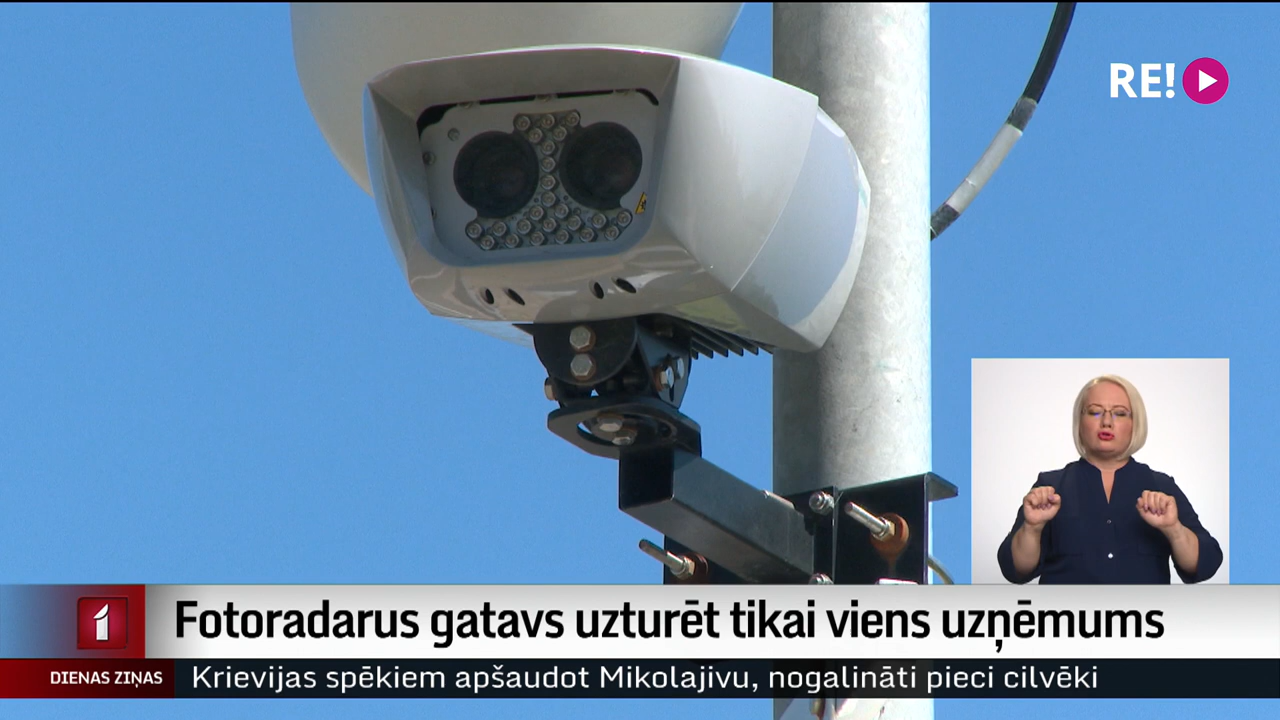 RE!
1
Fotoradarus gatavs uzturēt tikai viens uzņēmums
DIENAS ZIŅAS
Krievijas spēkiem apšaudot Mikolajivu, nogalināti pieci cilvēki